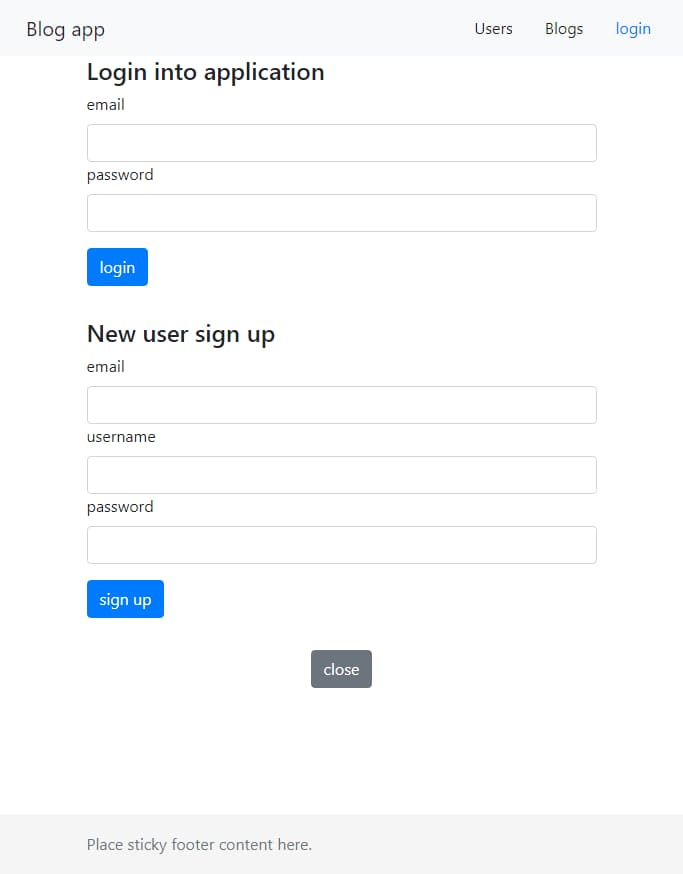 Blog app Users Blogs login
Login into application
email
password
login
New user sign up
email
username
password
sign up
close
Place sticky footer content here.